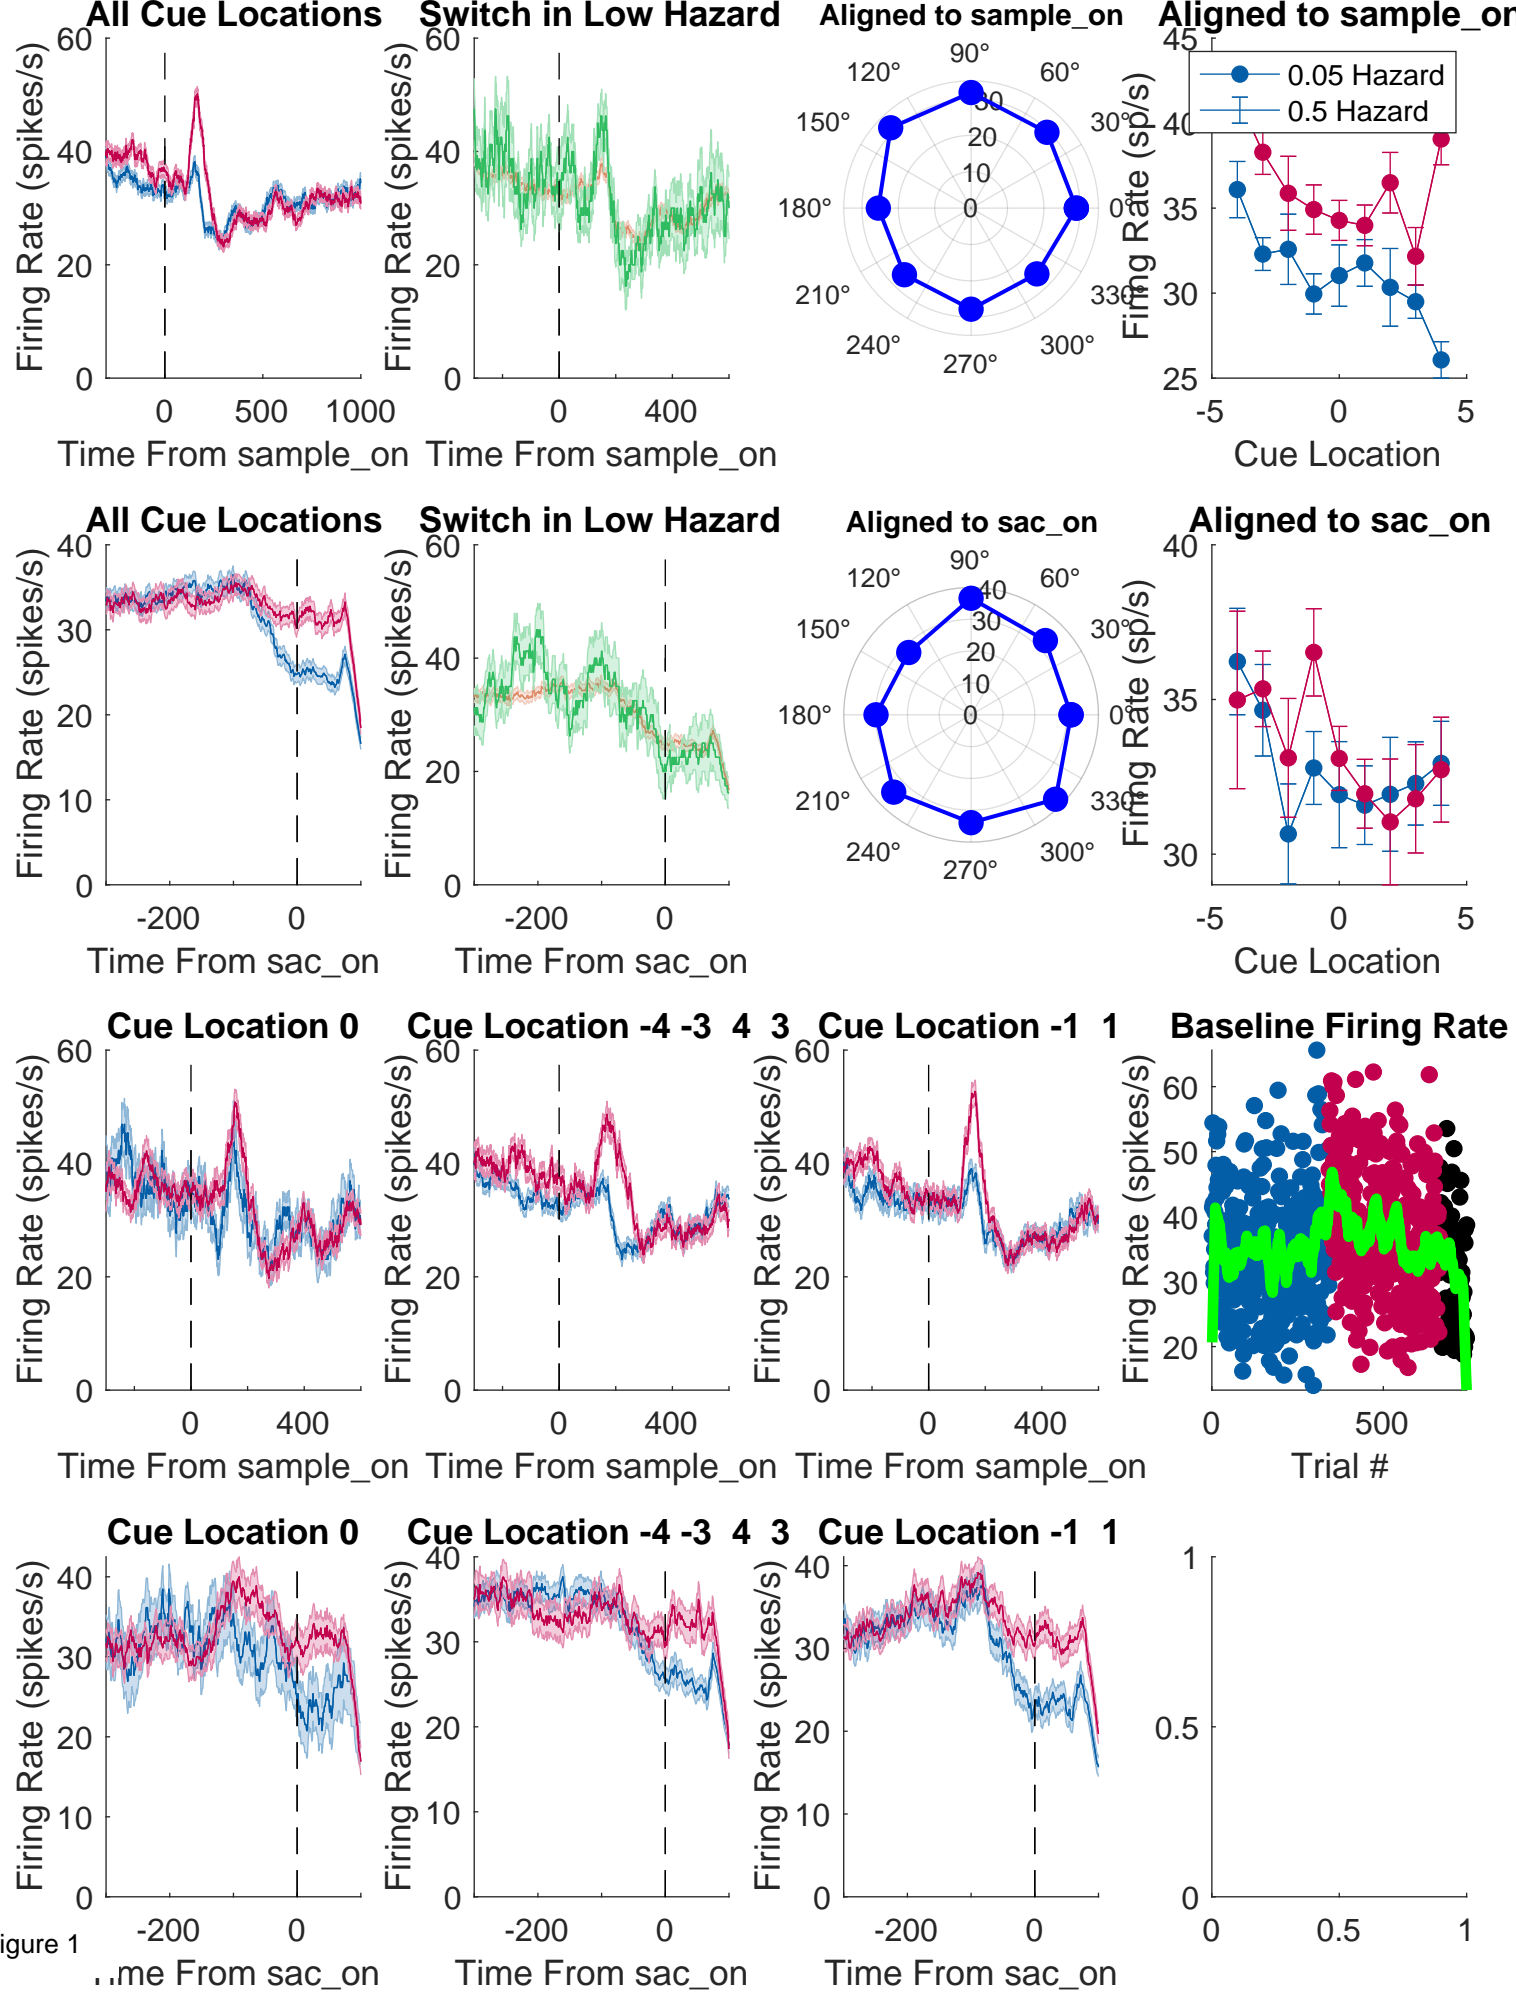 All Cue Locations
60
40
20
0
0 500 1000
Firing Rate (spikes/s)
Time From sample_on
Switch in Low Hazard
60
40
20
0
0 400
Firing Rate (spikes/s)
Time From sample_on
Aligned to sample_on
90°
120° 60°
150° 30°
180° 0°
210° 330°
240° 300°
270°
30
20
10
0
Aligned to sample_on
45
40
35
30
25
-5 0 5
Firing Rate (sp/s)
Cue Location
0.05 Hazard
0.5 Hazard
All Cue Locations
40
30
20
10
0
-200 0
Firing Rate (spikes/s)
Time From sac_on
Switch in Low Hazard
60
40
20
0
-200 0
Firing Rate (spikes/s)
Time From sac_on
Aligned to sac_on
90°
120° 60°
150° 30°
180° 0°
210° 330°
240° 300°
270°
40
30
20
10
0
Aligned to sac_on
40
35
30
-5 0 5
Firing Rate (sp/s)
Cue Location
Cue Location 0
60
40
20
0
0 400
Firing Rate (spikes/s)
Time From sample_on
Cue Location -4 -3 4 3
60
40
20
0
0 400
Firing Rate (spikes/s)
Time From sample_on
Cue Location -1 1
60
40
20
0
0 400
Firing Rate (spikes/s)
Time From sample_on
Baseline Firing Rate
60
50
40
30
20
0 500
Firing Rate (spikes/s)
Trial #
Cue Location 0
40
30
20
10
0
-200 0
Firing Rate (spikes/s)
Time From sac_on
Cue Location -4 -3 4 3
40
30
20
10
0
-200 0
Firing Rate (spikes/s)
Time From sac_on
Cue Location -1 1
40
30
20
10
0
-200 0
Firing Rate (spikes/s)
Time From sac_on
1
0.5
0
0 0.5 1
igure 1